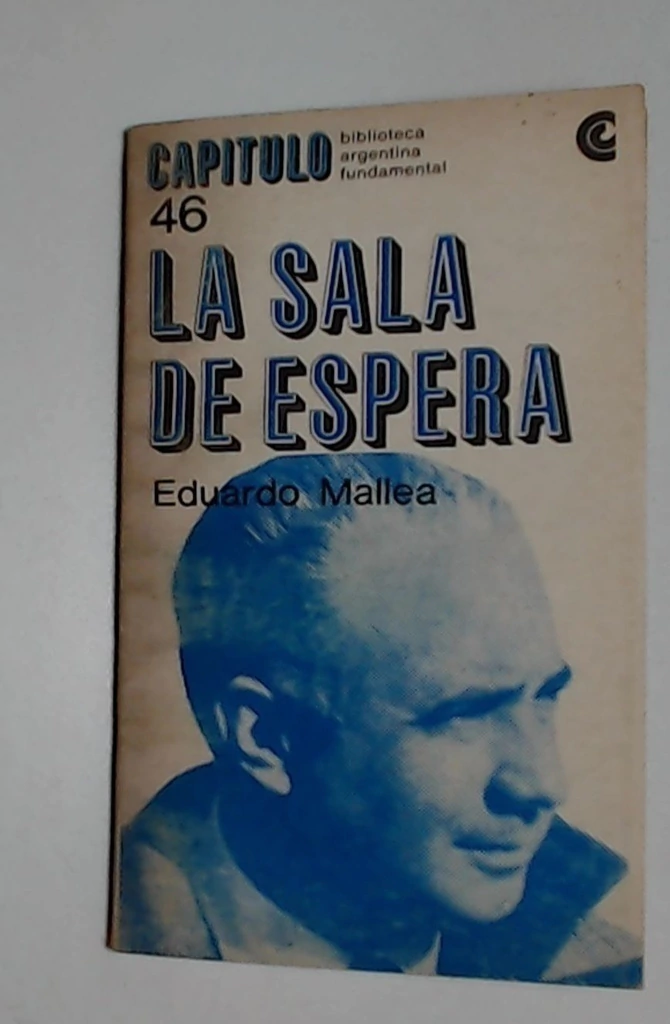 CAPITULO
biblioteca
argentina
fundamental
46
LA SALA
DE ESPERA
Eduardo Mallea